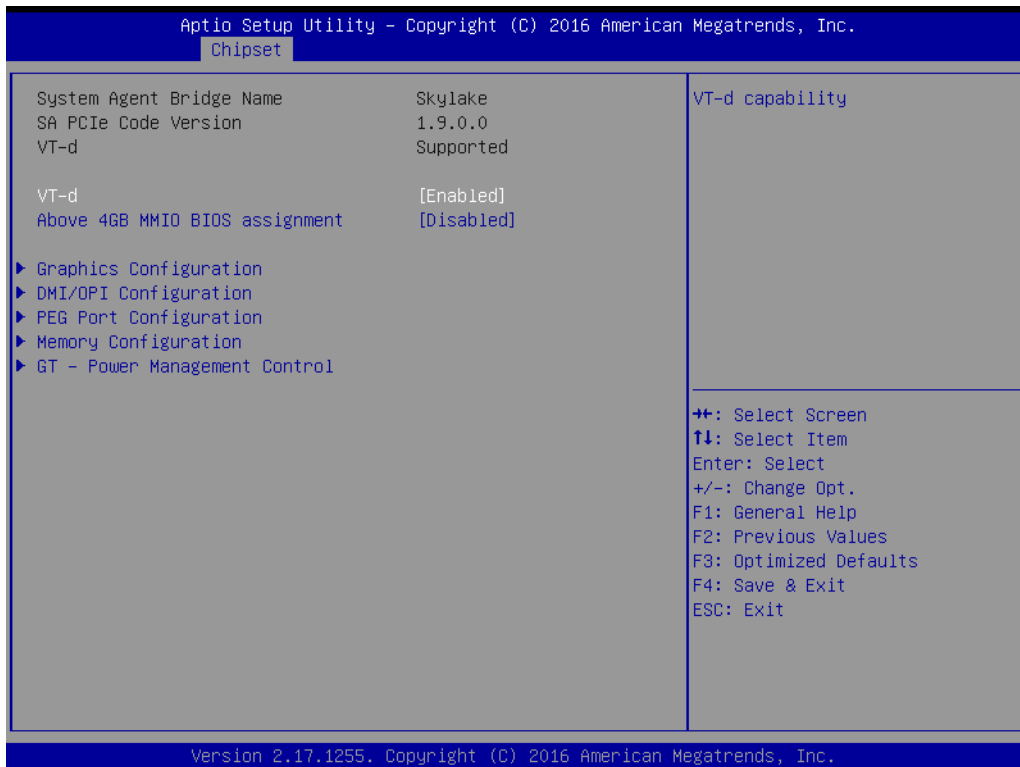 Aptio Setup Utility – Copyright (C) 2016 American Megatrends, Inc.
Chipset
System Agent Bridge Name Skylake
SA PCIe Code Version 1.9.0.0
VT-d Supported
VT-d [Enabled]
Above 4GB MMIO BIOS assignment [Disabled]
Graphics Configuration
DMI/OPI Configuration
PEG Port Configuration
Memory Configuration
GT – Power Management Control
VT-d capability
→←: Select Screen
↑↓: Select Item
Enter: Select
+/-: Change Opt.
F1: General Help
F2: Previous Values
F3: Optimized Defaults
F4: Save & Exit
ESC: Exit
Version 2.17.1255. Copyright (C) 2016 American Megatrends, Inc.